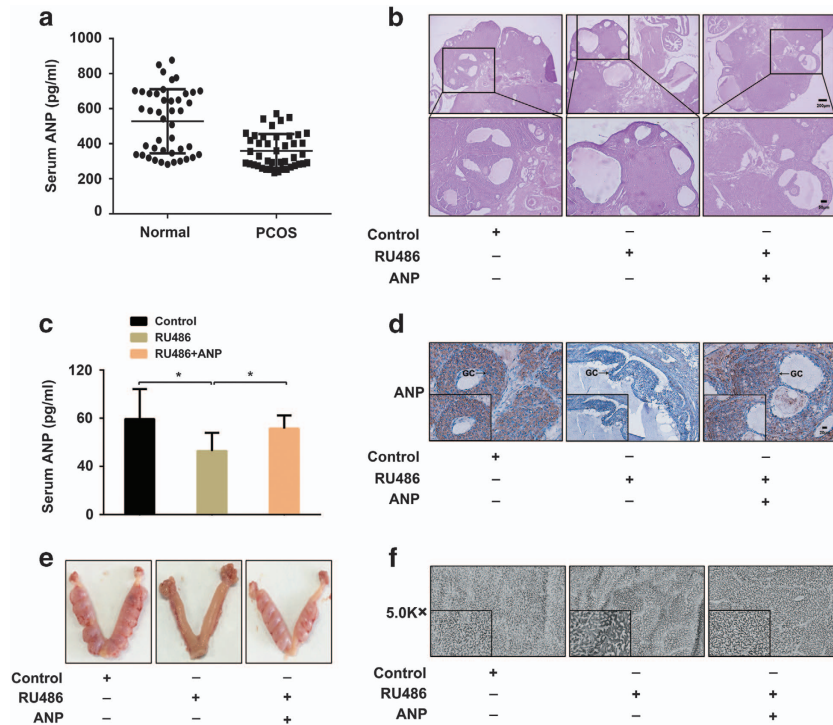 a
Serum ANP (pg/ml)
1000
800
600
400
200
0
Normal PCOS
b
200μm
Control + – –
RU486 – + +
ANP – – +
c
Control
RU486
RU486+ANP
Serum ANP (pg/ml)
120
60
40
0
* *
d
ANP
GC GC GC
Control + – –
RU486 – + +
ANP – – +
e
Control + – –
RU486 – + +
ANP – – +
f
5.0K×
Control + – –
RU486 – + +
ANP – – +